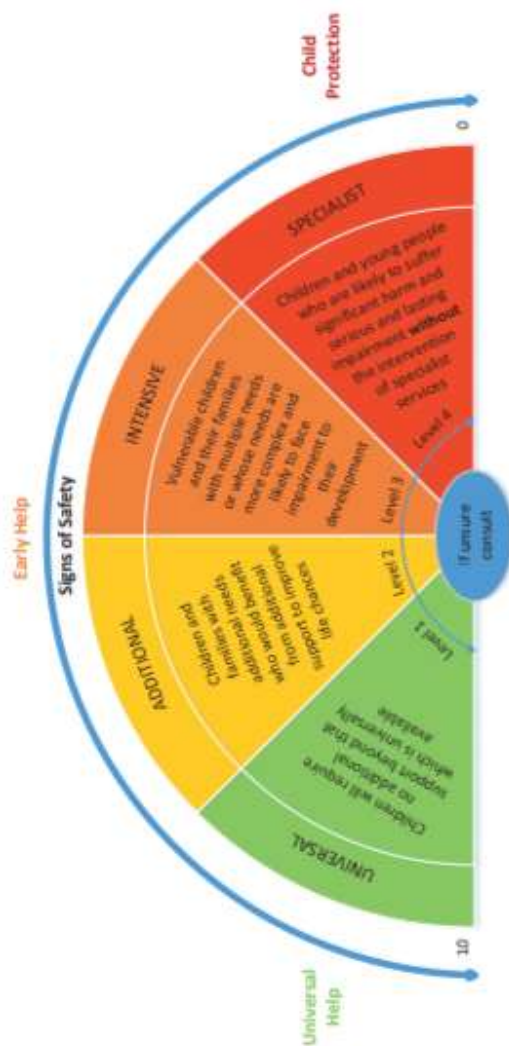 Early Help
Signs of Safety
Universal
Help
Child
Protection
UNIVERSAL
Children will require
no additional
support beyond that
which is universally
available
Level 1
ADDITIONAL
Children and
families with
additional needs
who would benefit
from additional
support to improve
life chances
Level 2
INTENSIVE
Vulnerable children
and their families
with multiple needs
or whose needs are
more complex and
likely to face
impairment to
their
development
Level 3
SPECIALIST
Children and young people
who are likely to suffer
significant harm and
serious and lasting
impairment without
the intervention
of specialist
services
Level 4
If unsure
consult
10
0